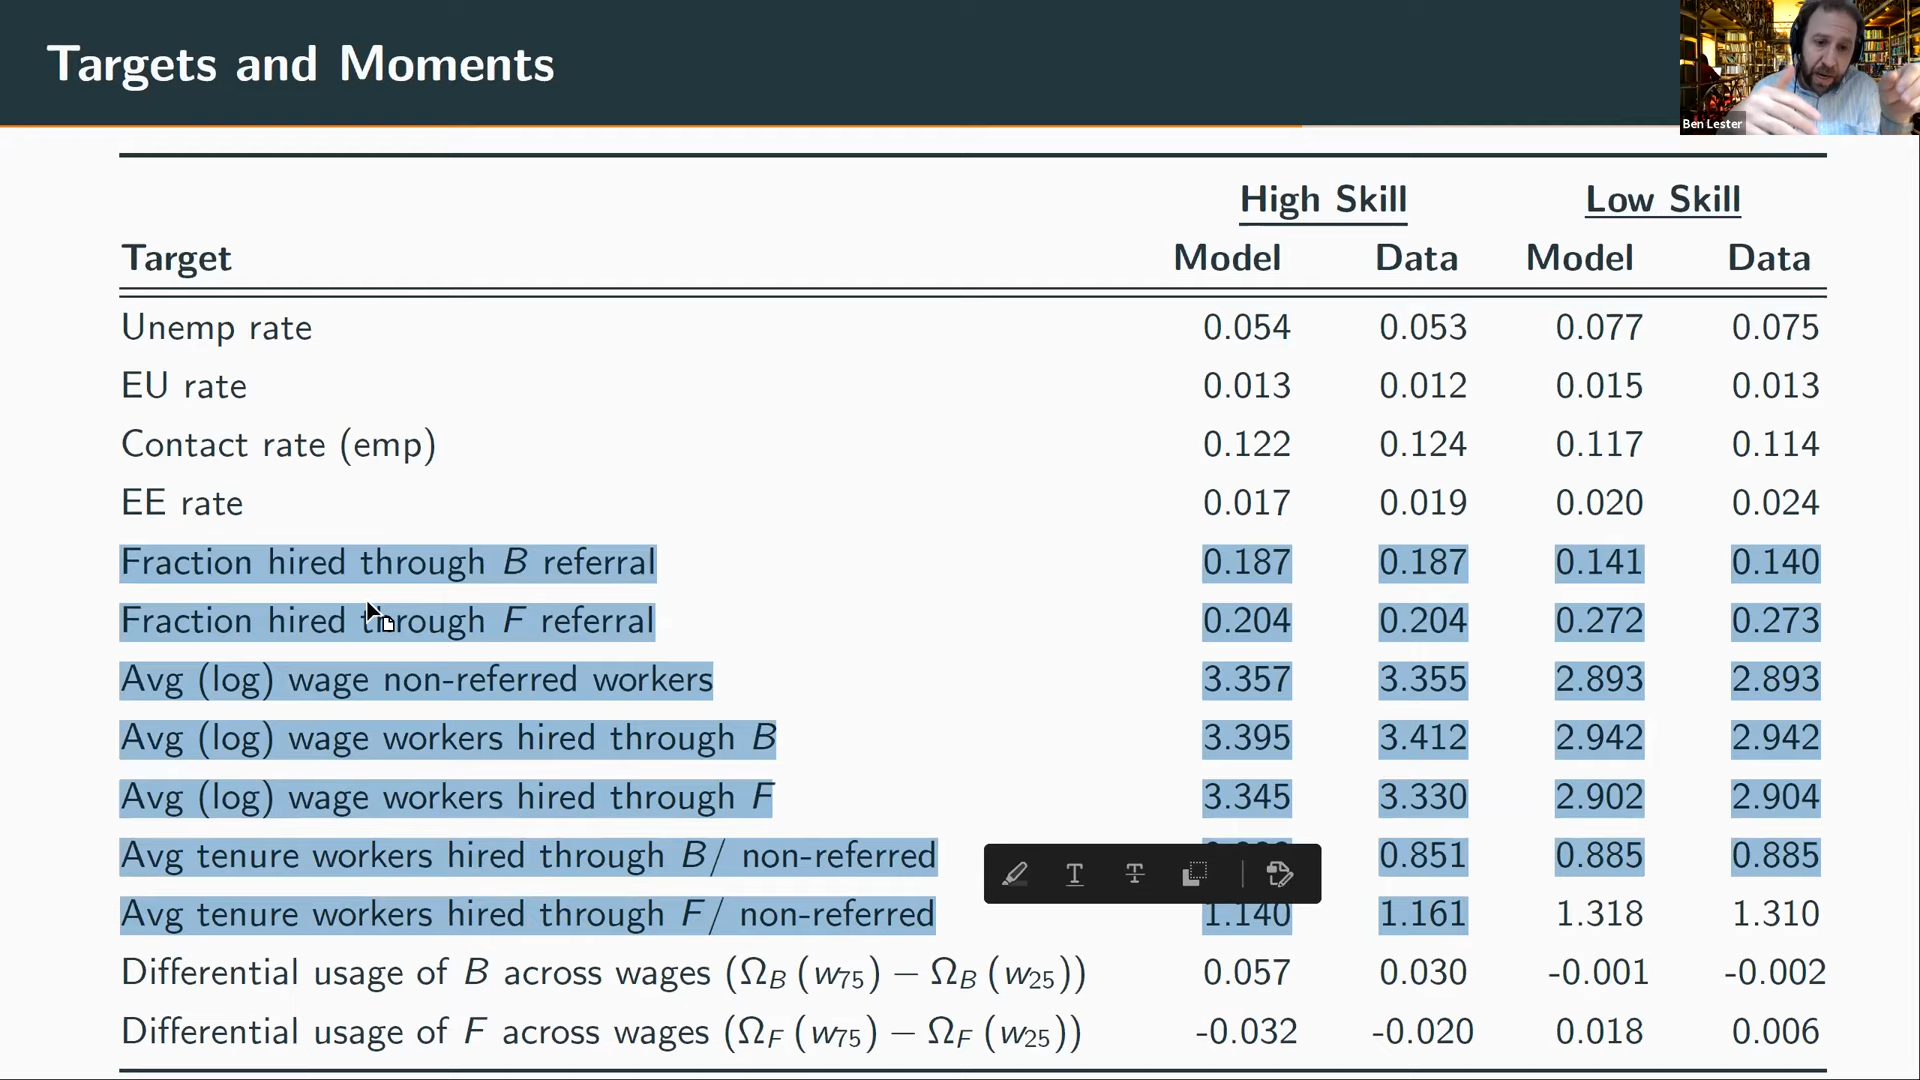 Targets and Moments
Ben Lester
High Skill Low Skill
Target Model Data Model Data
Unemp rate 0.054 0.053 0.077 0.075
EU rate 0.013 0.012 0.015 0.013
Contact rate (emp) 0.122 0.124 0.117 0.114
EE rate 0.017 0.019 0.020 0.024
Fraction hired through B referral 0.187 0.187 0.141 0.140
Fraction hired through F referral 0.204 0.204 0.272 0.273
Avg (log) wage non-referred workers 3.357 3.355 2.893 2.893
Avg (log) wage workers hired through B 3.395 3.412 2.942 2.942
Avg (log) wage workers hired through F 3.345 3.330 2.902 2.904
Avg tenure workers hired through B/ non-referred 0.851 0.885 0.885
Avg tenure workers hired through F/ non-referred 1.140 1.161 1.318 1.310
Differential usage of B across wages (Ω_B (w_75) − Ω_B (w_25)) 0.057 0.030 -0.001 -0.002
Differential usage of F across wages (Ω_F (w_75) − Ω_F (w_25)) -0.032 -0.020 0.018 0.006